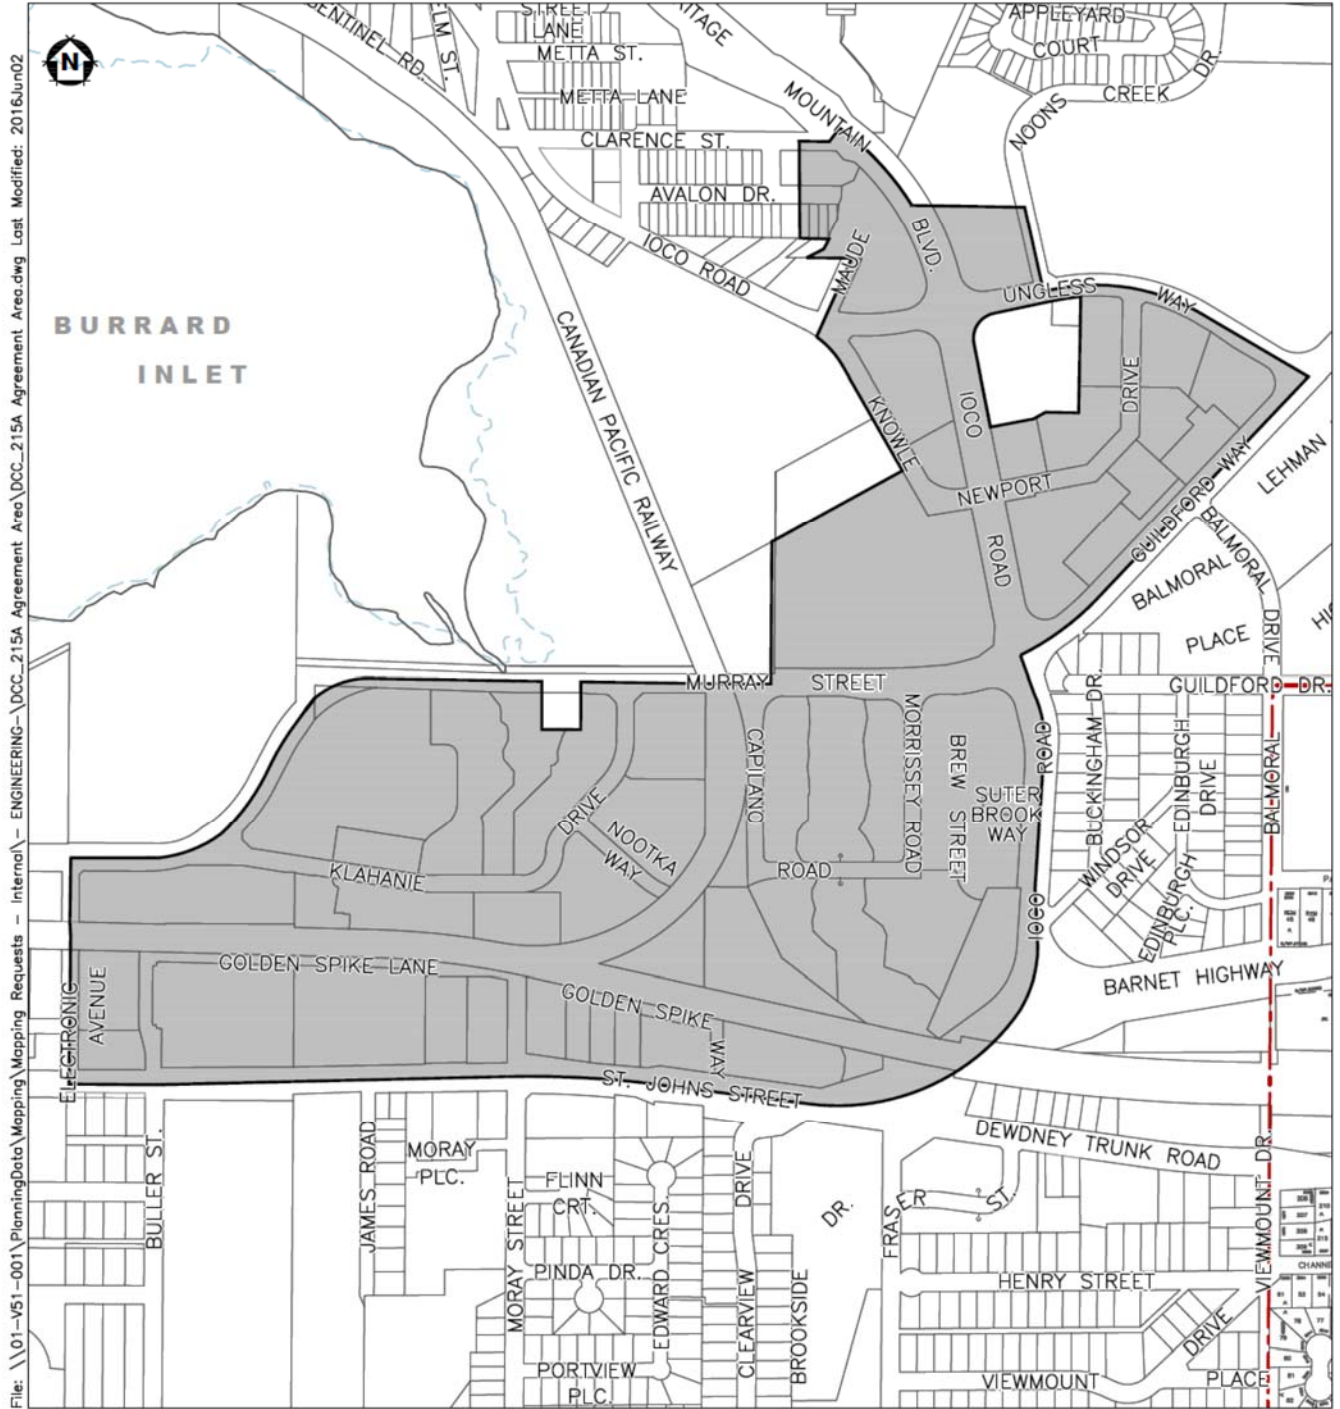 File: \\01-V51-001\PlanningData\Mapping\Mapping Requests - Internal\- ENGINEERING-\DCC_215A Agreement Area\DCC_215A Agreement Area.dwg Last Modified: 2016Jun02
N
SENTINEL RD.
ELM ST.
STREET
LANE
METTA ST.
METTA LANE
CLARENCE ST.
AVALON DR.
IOCO ROAD
MOUNTAIN
BLVD.
MAUDE
APPLEYARD
COURT
NOONS
CREEK
DR.
UNGLESS
WAY
BURRARD
INLET
CANADIAN PACIFIC RAILWAY
KNOWLE
IOCO
ROAD
NEWPORT
DRIVE
GUILDFORD WAY
LEHMAN
BALMORAL DRIVE
BALMORAL
PLACE
MURRAY
STREET
GUILDFORD DR.
CAPILANO
ROAD
MORRISSEY ROAD
BREW STREET
SUTER
BROOK
WAY
IOCO
ROAD
BUCKINGHAM DR.
EDINBURGH
DRIVE
BALMORAL
WINDSOR
DRIVE
EDINBURGH
PLC.
KLAHANIE
DRIVE
NOOTKA
WAY
GOLDEN SPIKE LANE
GOLDEN SPIKE
WAY
ELECTRONIC
AVENUE
BARNET HIGHWAY
ST. JOHNS STREET
DEWDNEY TRUNK ROAD
BULLER ST.
JAMES ROAD
MORAY
PLC.
MORAY STREET
FLINN
CRT.
PINDA DR.
EDWARD CRES.
PORTVIEW
PLC.
CLEARVIEW
DRIVE
BROOKSIDE
DR.
FRASER
ST.
HENRY STREET
VIEWMOUNT DR.
VIEWMOUNT
PLACE
DRIVE